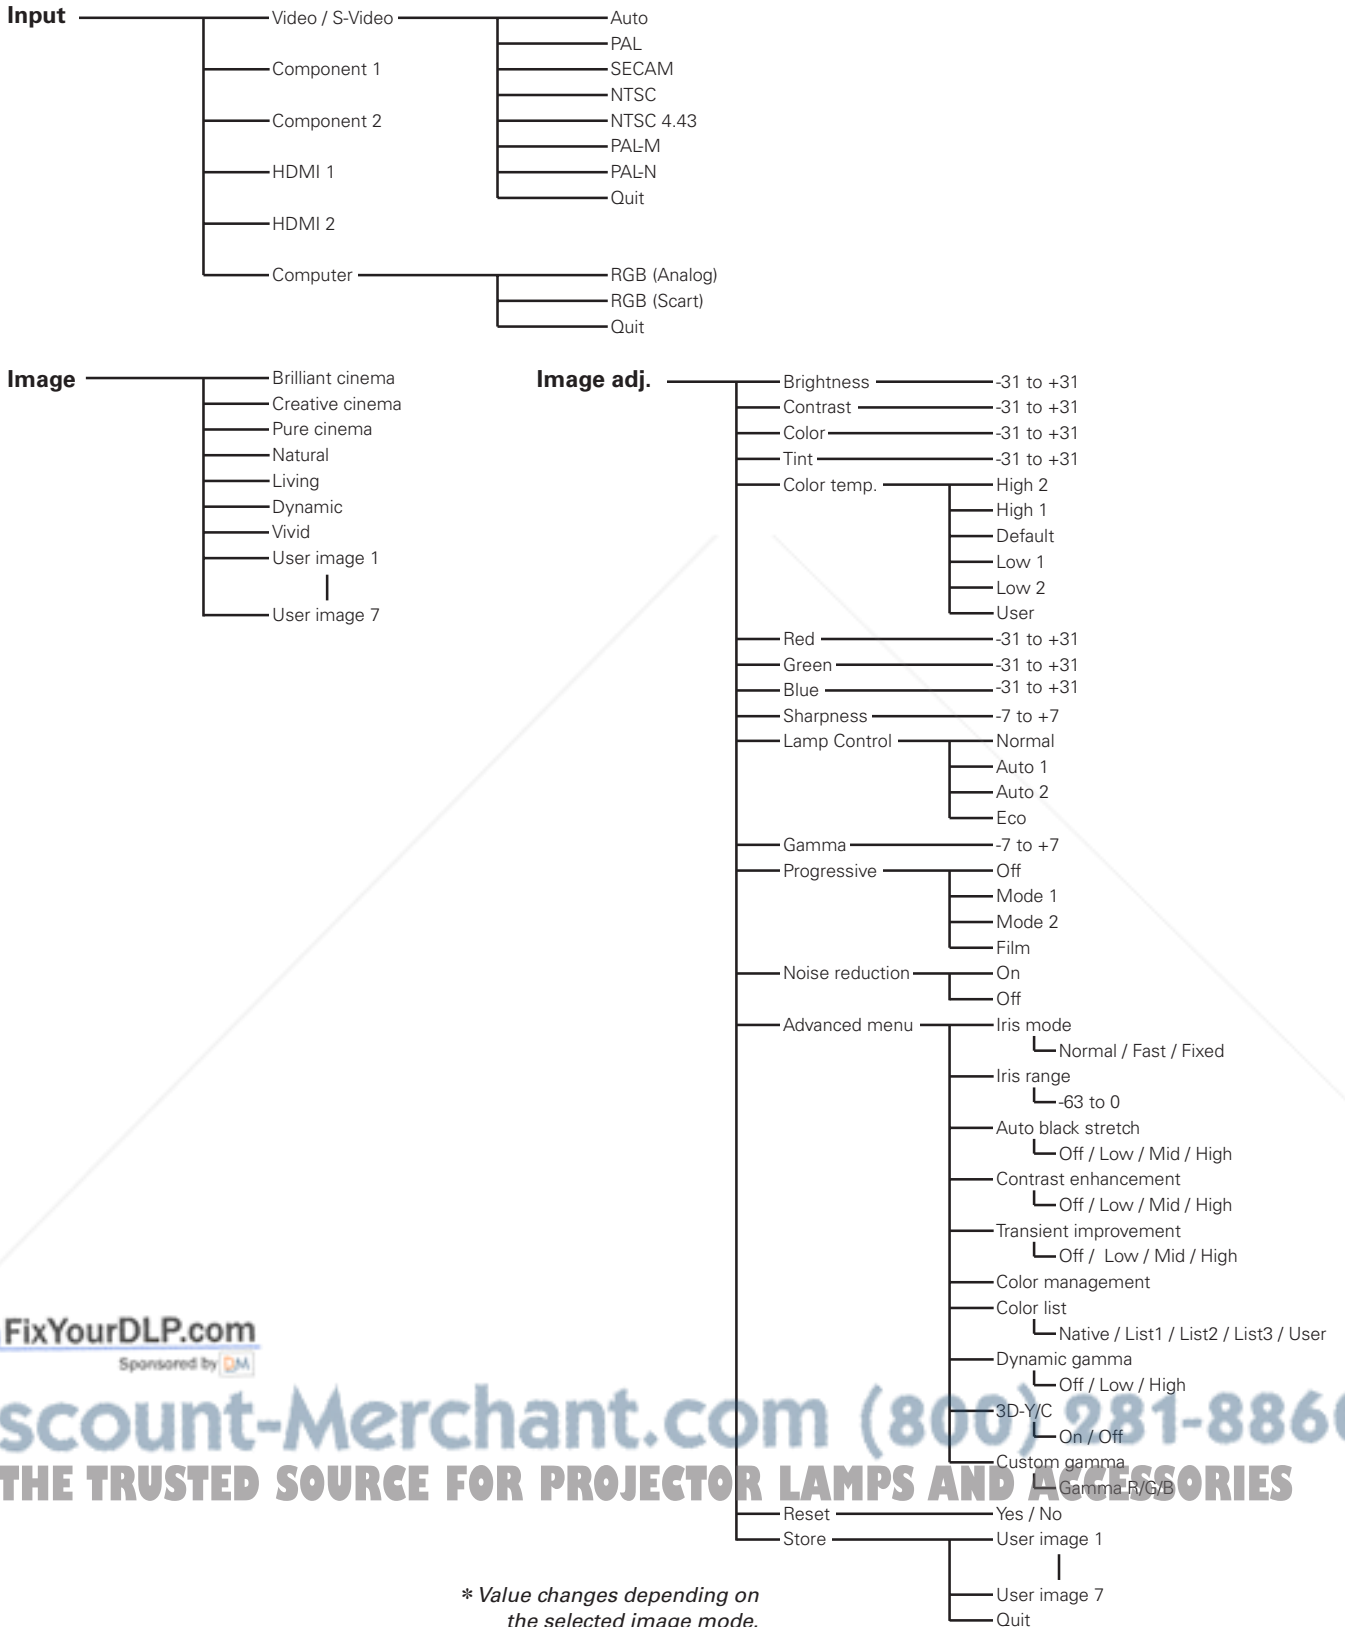 Input
Video / S-Video
Auto
PAL
SECAM
NTSC
NTSC 4.43
PAL-M
PAL-N
Quit
Component 1
Component 2
HDMI 1
HDMI 2
Computer
RGB (Analog)
RGB (Scart)
Quit
Image
Brilliant cinema
Creative cinema
Pure cinema
Natural
Living
Dynamic
Vivid
User image 1
User image 7
Image adj.
Brightness
-31 to +31
Contrast
-31 to +31
Color
-31 to +31
Tint
-31 to +31
Color temp.
High 2
High 1
Default
Low 1
Low 2
User
Red
-31 to +31
Green
-31 to +31
Blue
-31 to +31
Sharpness
-7 to +7
Lamp Control
Normal
Auto 1
Auto 2
Eco
Gamma
-7 to +7
Progressive
Off
Mode 1
Mode 2
Film
Noise reduction
On
Off
Advanced menu
Iris mode
Normal / Fast / Fixed
Iris range
-63 to 0
Auto black stretch
Off / Low / Mid / High
Contrast enhancement
Off / Low / Mid / High
Transient improvement
Off /  Low / Mid / High
Color management
Color list
Native / List1 / List2 / List3 / User
Dynamic gamma
Off / Low / High
3D-Y/C
On / Off
Custom gamma
Gamma R/G/B
Reset
Yes / No
Store
User image 1
User image 7
Quit
* Value changes depending on
the selected image mode.
FixYourDLP.com
Sponsored by DM
scount-Merchant.com (800) 281-8860
THE TRUSTED SOURCE FOR PROJECTOR LAMPS AND ACCESSORIES